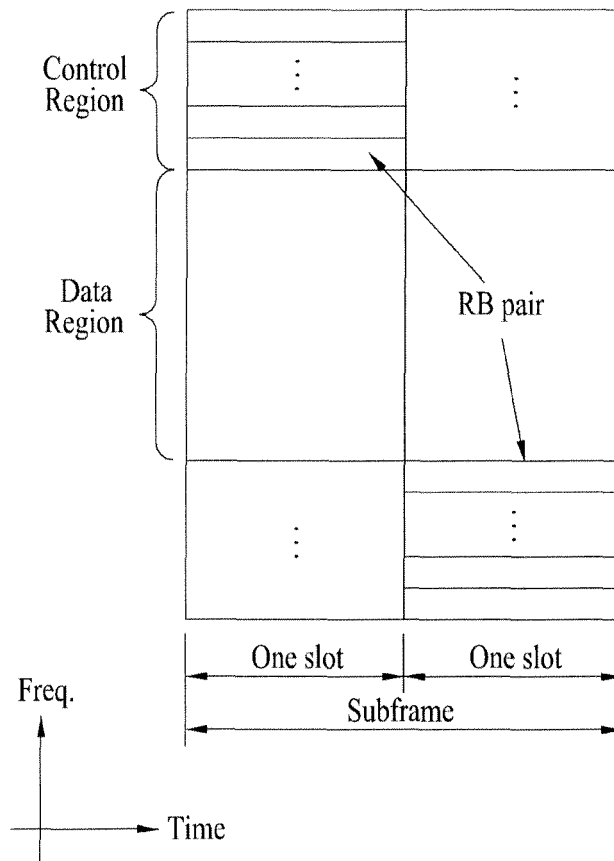 Control
Region
Data
Region
RB pair
One slot
One slot
Subframe
Freq.
Time